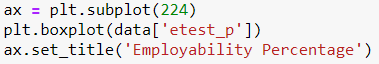 ax = plt.subplot(224)
plt.boxplot(data['etest_p'])
ax.set_title('Employability Percentage')